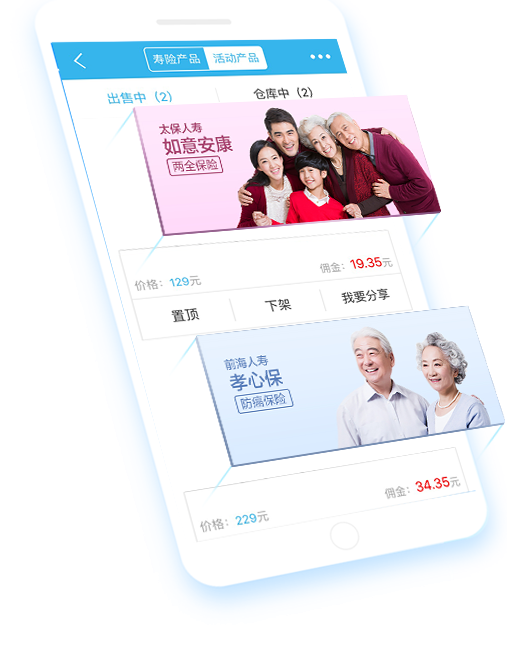 寿险产品 活动产品
出售中（2） 仓库中（2）
太保人寿
如意安康
两全保险
价格：129元 佣金：19.35元
置顶 下架 我要分享
前海人寿
孝心保
防癌保险
价格：229元 佣金：34.35元